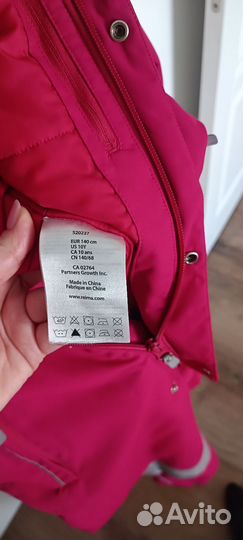 520227
EUR 140 cm
US 10Y
CA 10 ans
CN 140/68
CA 02764
Partners Growth Inc.
Made in China
Fabriqué en Chine
www.reima.com
Avito